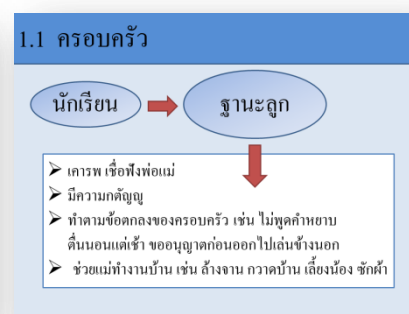 1.1 ครอบครัว
นักเรียน
ฐานะลูก
➢ เคารพ เชื่อฟังพ่อแม่
➢ มีความกตัญญู
➢ ทำตามข้อตกลงของครอบครัว เช่น ไม่พูดคำหยาบ
ตื่นนอนแต่เช้า ขออนุญาตก่อนออกไปเล่นข้างนอก
➢ ช่วยแม่ทำงานบ้าน เช่น ล้างจาน กวาดบ้าน เลี้ยงน้อง ซักผ้า